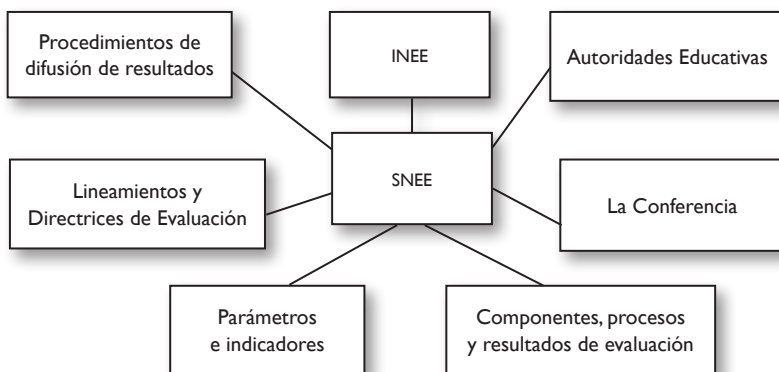 Procedimientos de
difusión de resultados
INEE
Autoridades Educativas
Lineamientos y
Directrices de Evaluación
SNEE
La Conferencia
Parámetros
e indicadores
Componentes, procesos
y resultados de evaluación